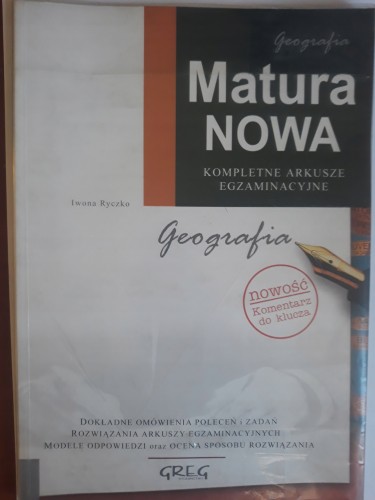 Geografia
Matura
NOWA
KOMPLETNE ARKUSZE
EGZAMINACYJNE
Iwona Ryczko
Geografia
nowość
Komentarz
do klucza
DOKŁADNE OMÓWIENIA POLECEŃ I ZADAŃ
ROZWIĄZANIA ARKUSZY EGZAMINACYJNYCH
MODELE ODPOWIEDZI ORAZ OCENA SPOSOBU ROZWIĄZANIA
GREG